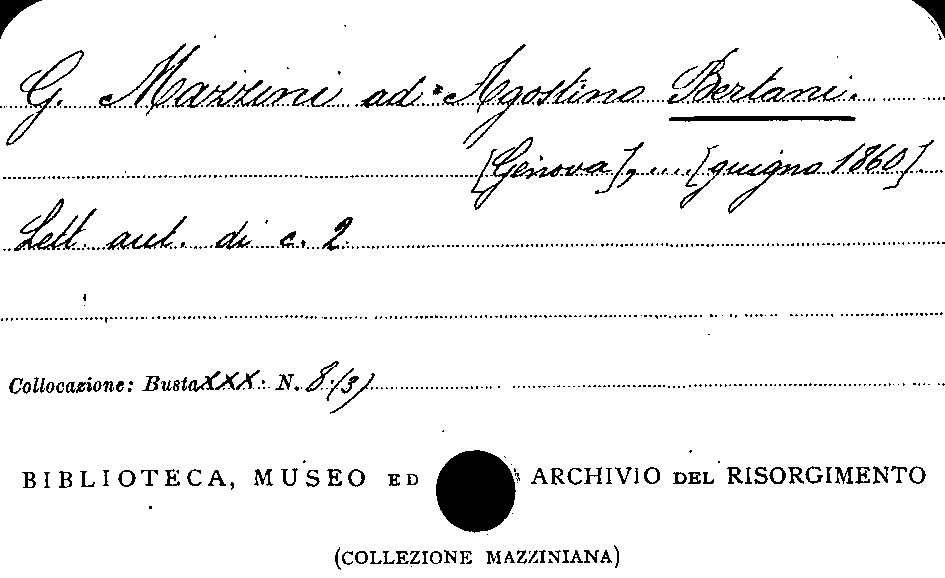 G. Mazzini ad Agostino Bertani.
[Genova], .... [giugno 1860].
Lett. aut. di c. 2.
Collocazione: Busta XXX. N. 8 (3)
BIBLIOTECA, MUSEO ED ARCHIVIO DEL RISORGIMENTO
(COLLEZIONE MAZZINIANA)